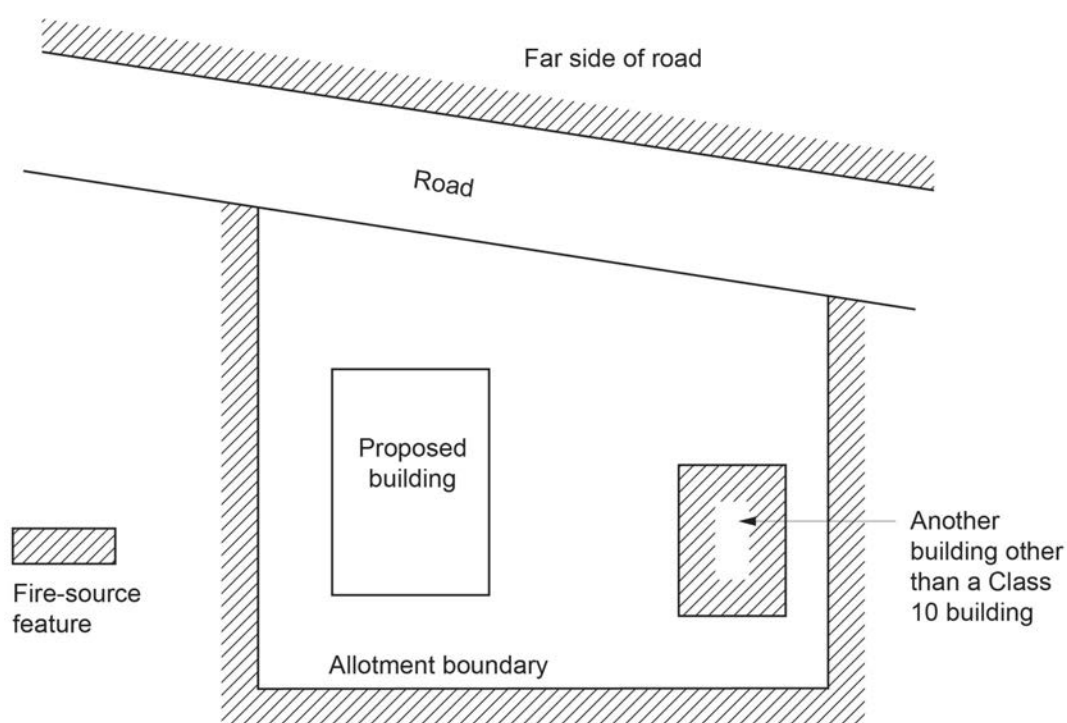 Far side of road
Road
Proposed
building
Another
building other
than a Class
10 building
Fire-source
feature
Allotment boundary